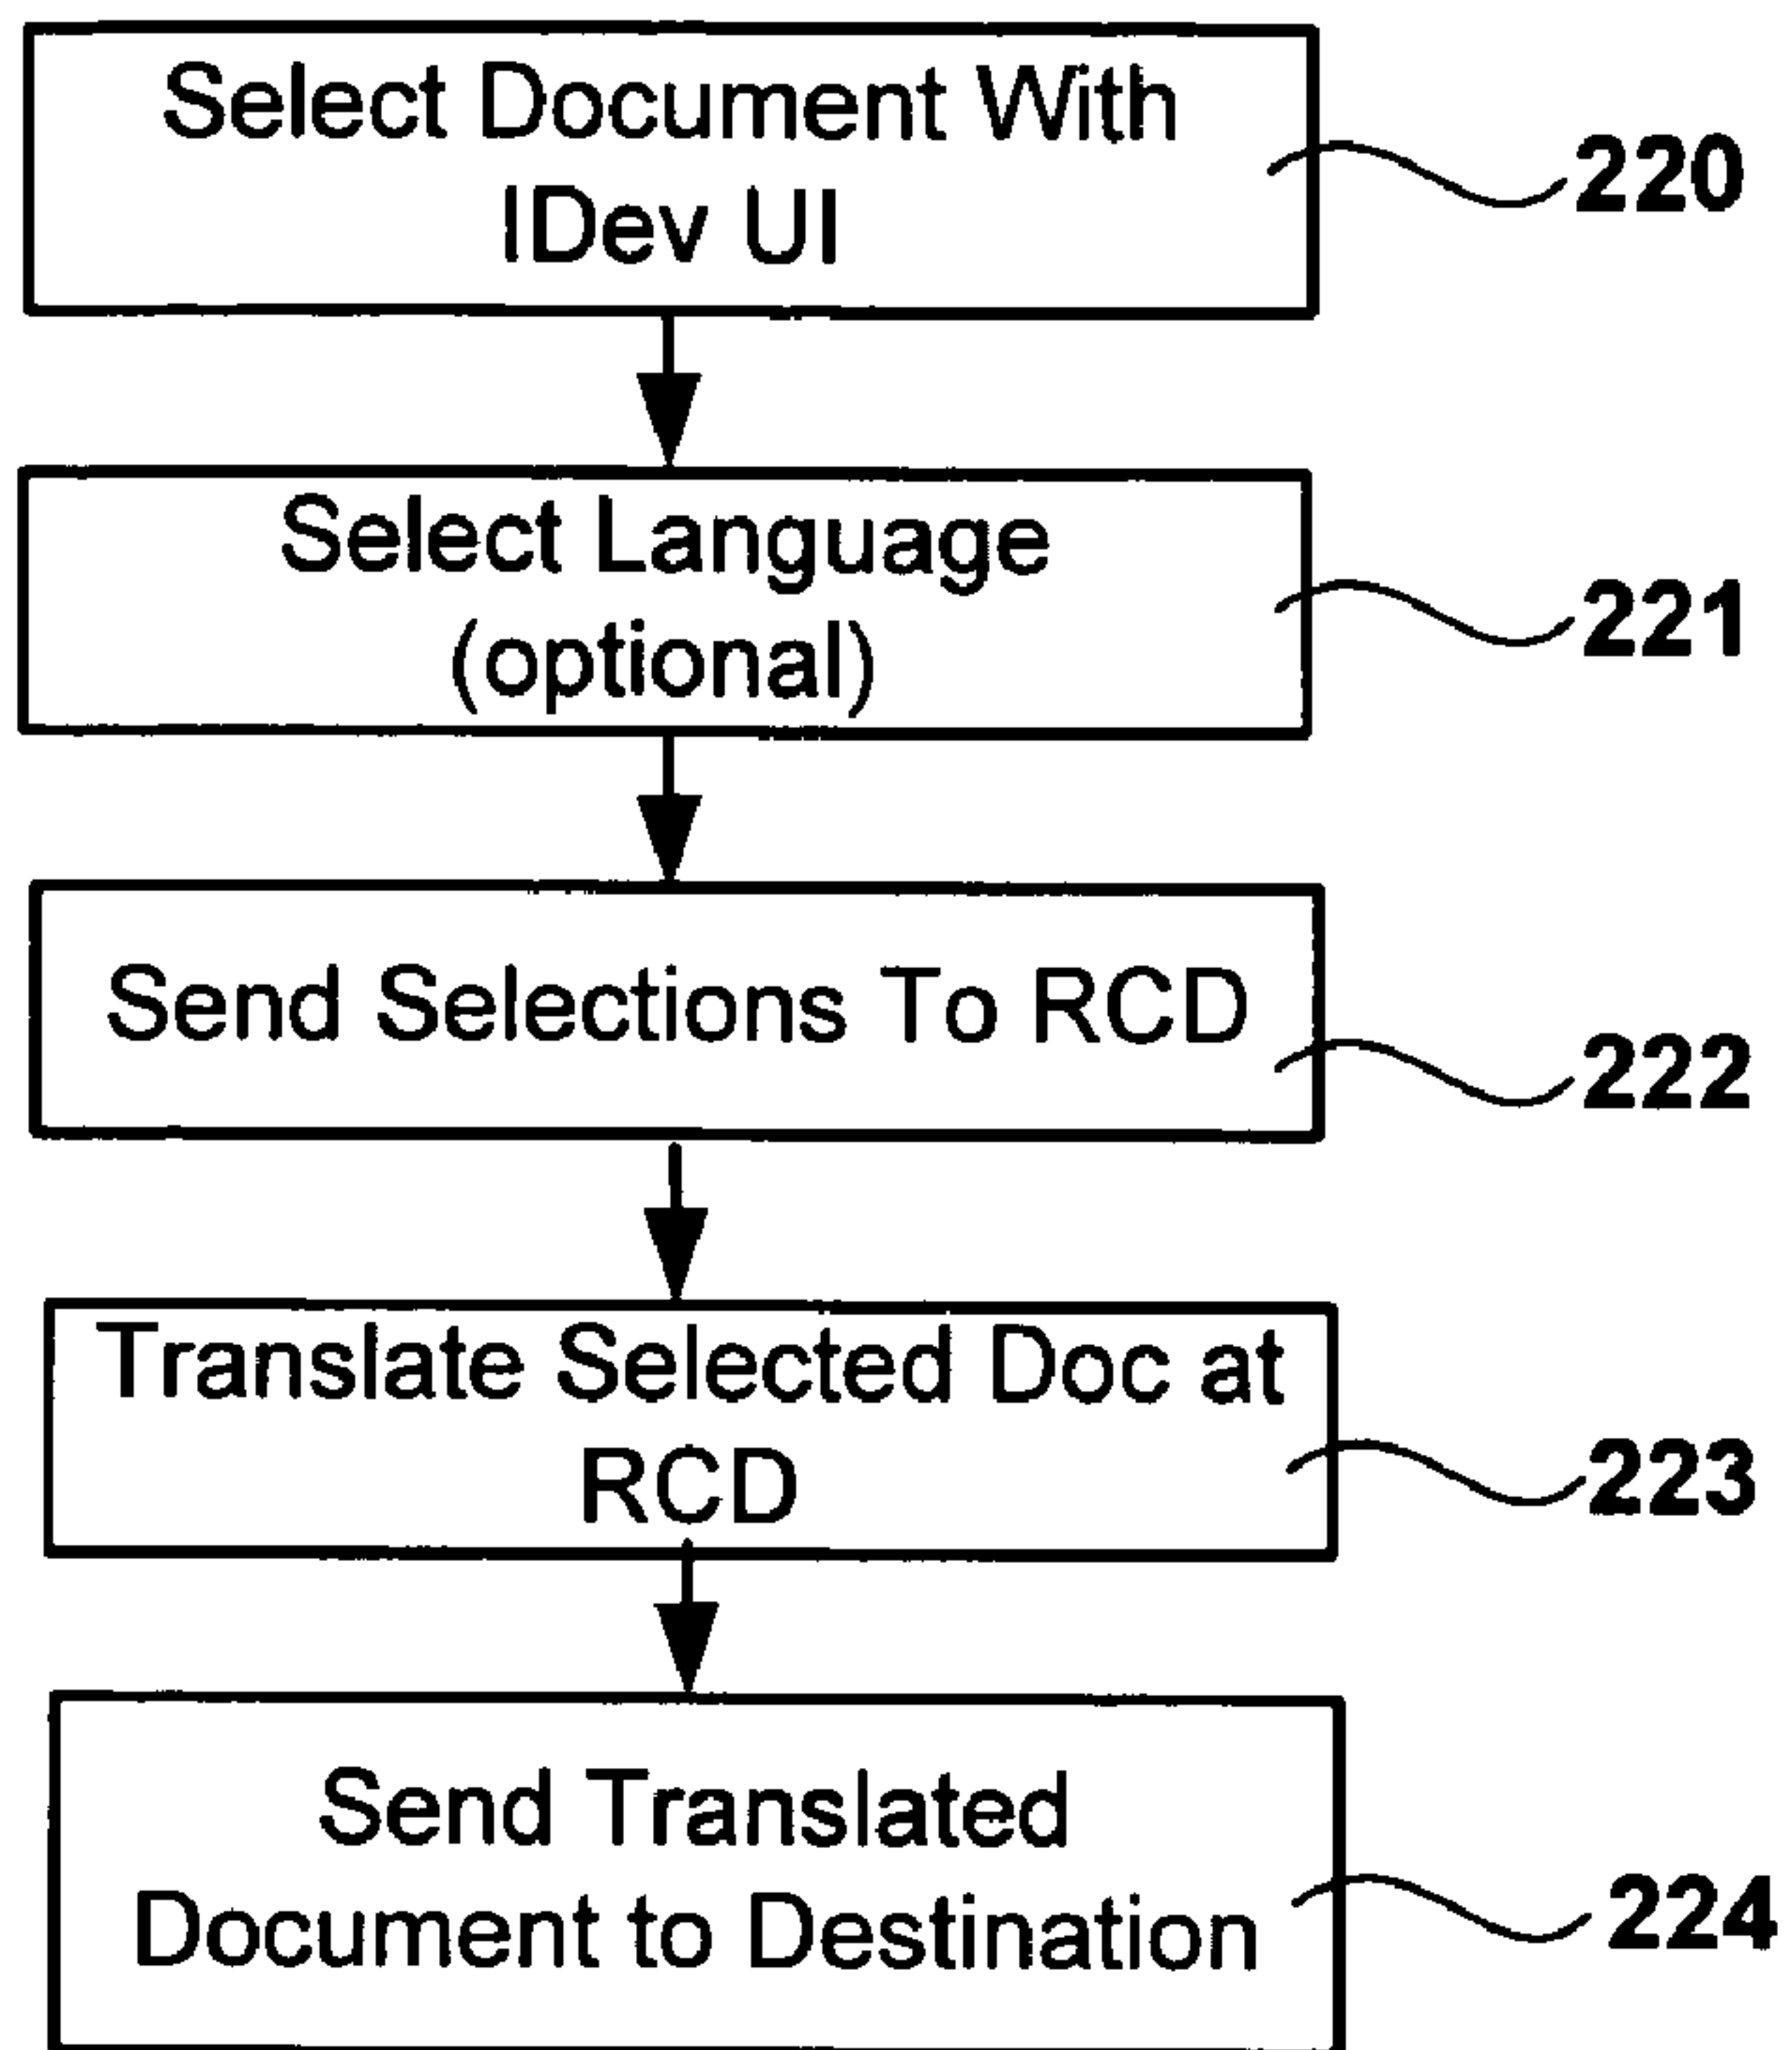 Select Document With
IDev UI
220
Select Language
(optional)
221
Send Selections To RCD
222
Translate Selected Doc at
RCD
223
Send Translated
Document to Destination
224